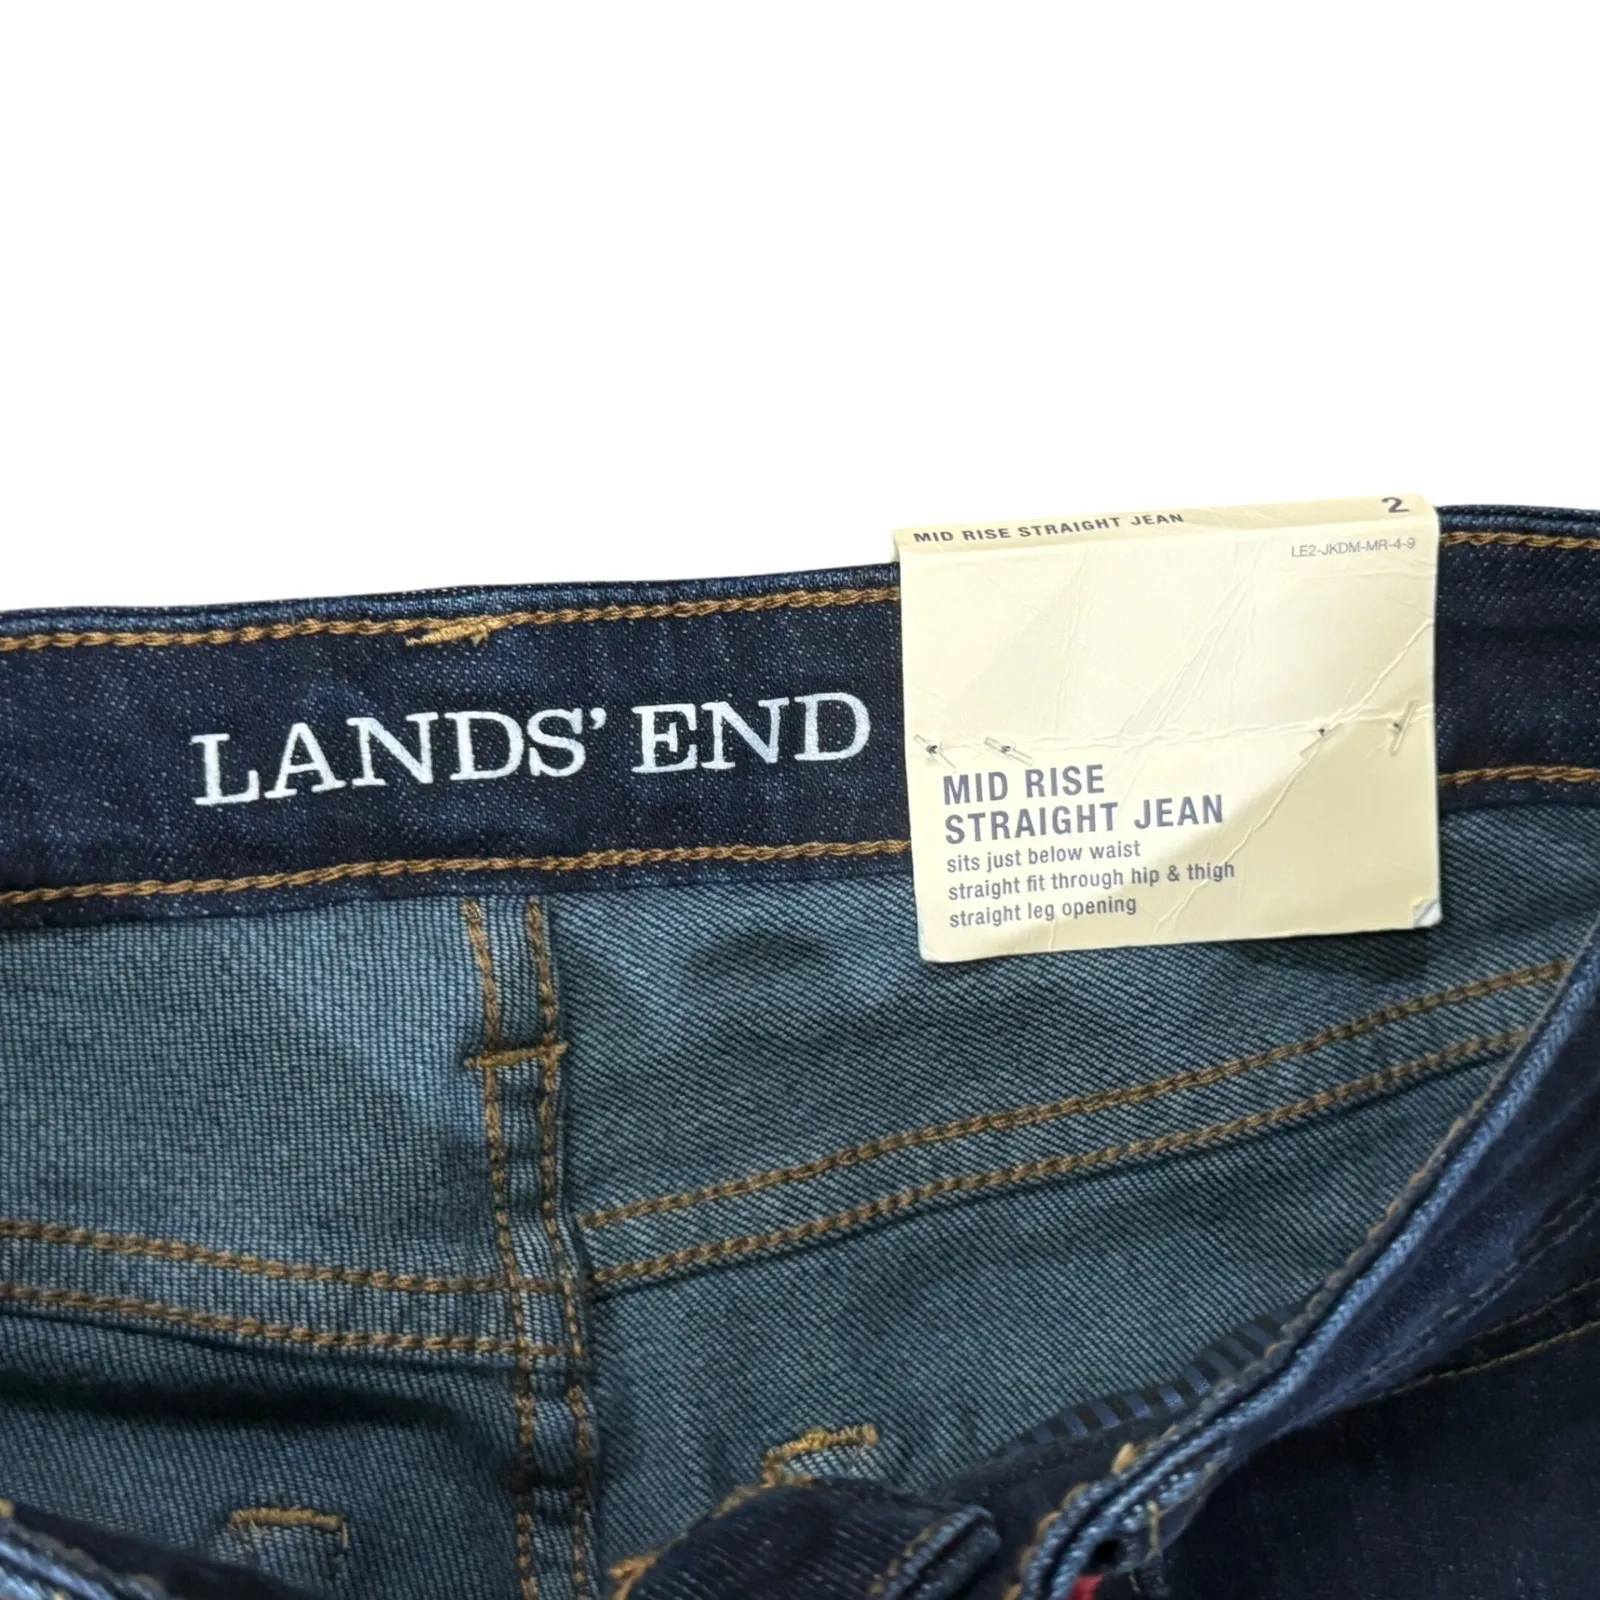 MID RISE STRAIGHT JEAN 2
LE2-JKDM-MR-4-9
LANDS' END
MID RISE
STRAIGHT JEAN
sits just below waist
straight fit through hip & thigh
straight leg opening